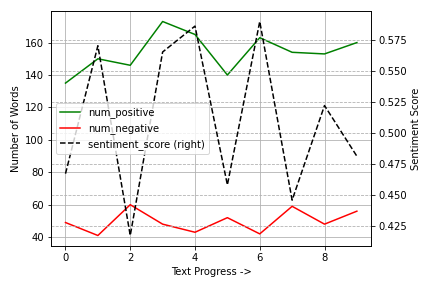 160
140
120
100
80
60
40
Number of Words
num_positive
num_negative
sentiment_score (right)
0.575
0.550
0.525
0.500
0.475
0.450
0.425
Sentiment Score
0 2 4 6 8
Text Progress ->